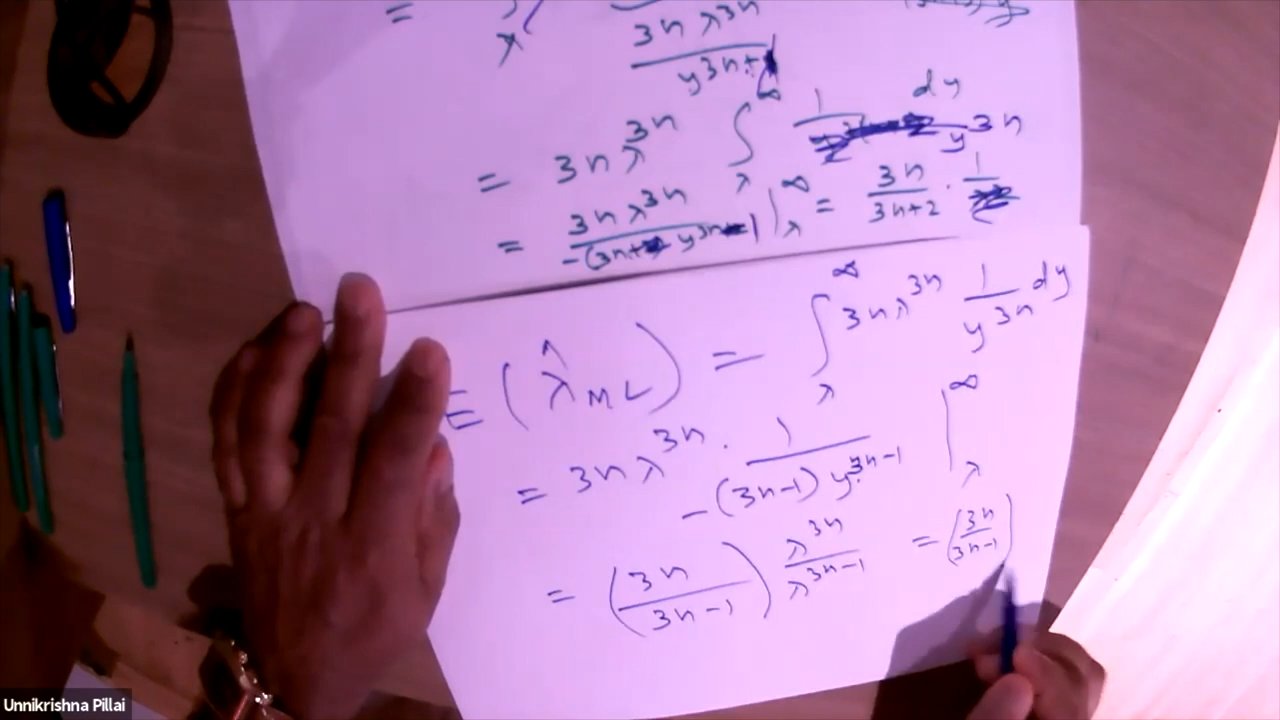 =
3n λ^3n / y^3n+
= 3n λ^3n ∫_λ^∞ 1 / y^3n dy
= 3n λ^3n / -(3n+ y^3n 1 |_λ^∞ = 3n / 3n+2 · 1
E(λ̂_ML) = ∫_λ^∞ 3n λ^3n 1 / y^3n dy
= 3n λ^3n · 1 / -(3n-1) y^3n-1 |_λ^∞
= (3n / 3n-1) λ^3n / λ^3n-1 = (3n / 3n-1)
Unnikrishna Pillai